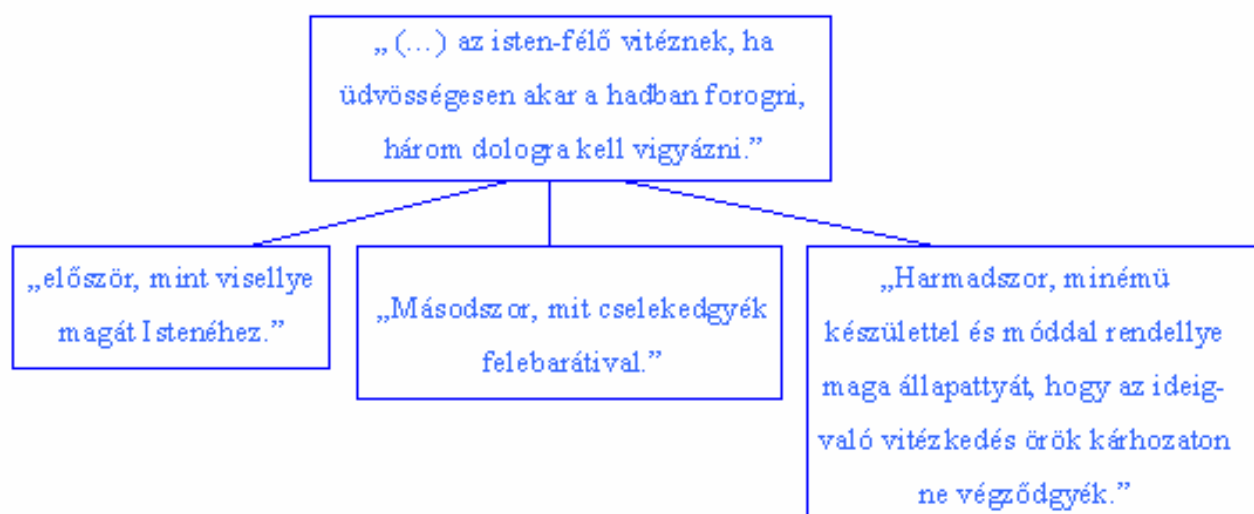 „(…) az isten-félő vitéznek, ha
üdvösségesen akar a hadban forogni,
három dologra kell vigyázni.”
„először, mint visellye
magát Istenéhez.”
„Másodszor, mit cselekedgyék
felebarátival.”
„Harmadszor, minémü
készülettel és móddal rendellye
maga állapattyát, hogy az ideig-
való vitézkedés örök kárhozaton
ne végződgyék.”